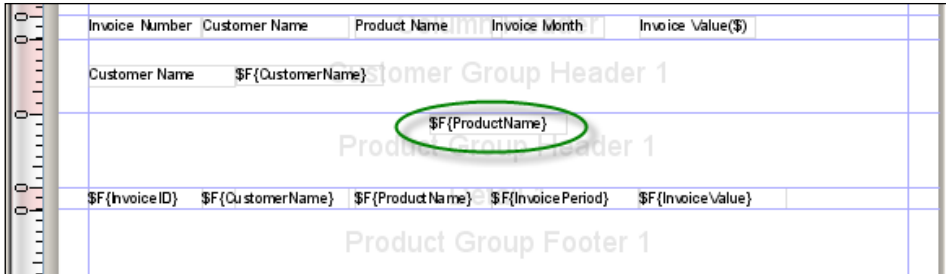 Invoice Number Customer Name Product Name Invoice Month Invoice Value($)
Customer Group Header 1
Customer Name $F{CustomerName}
$F{ProductName}
Product Group Header 1
$F{InvoiceID} $F{CustomerName} $F{ProductName} $F{InvoicePeriod} $F{InvoiceValue}
Product Group Footer 1